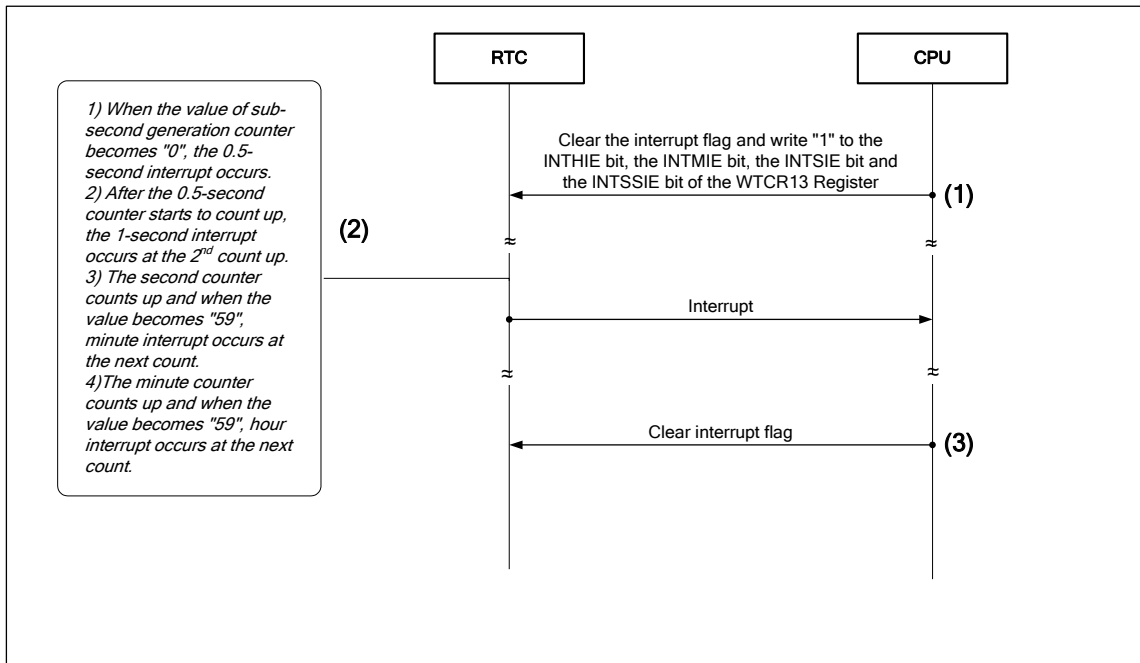 RTC
CPU
1) When the value of sub-
second generation counter
becomes "0", the 0.5-
second interrupt occurs.
2) After the 0.5-second
counter starts to count up,
the 1-second interrupt
occurs at the 2nd count up.
3) The second counter
counts up and when the
value becomes "59",
minute interrupt occurs at
the next count.
4)The minute counter
counts up and when the
value becomes "59", hour
interrupt occurs at the next
count.
(2)
Clear the interrupt flag and write "1" to the
INTHIE bit, the INTMIE bit, the INTSIE bit and
the INTSSIE bit of the WTCR13 Register
(1)
Interrupt
Clear interrupt flag
(3)